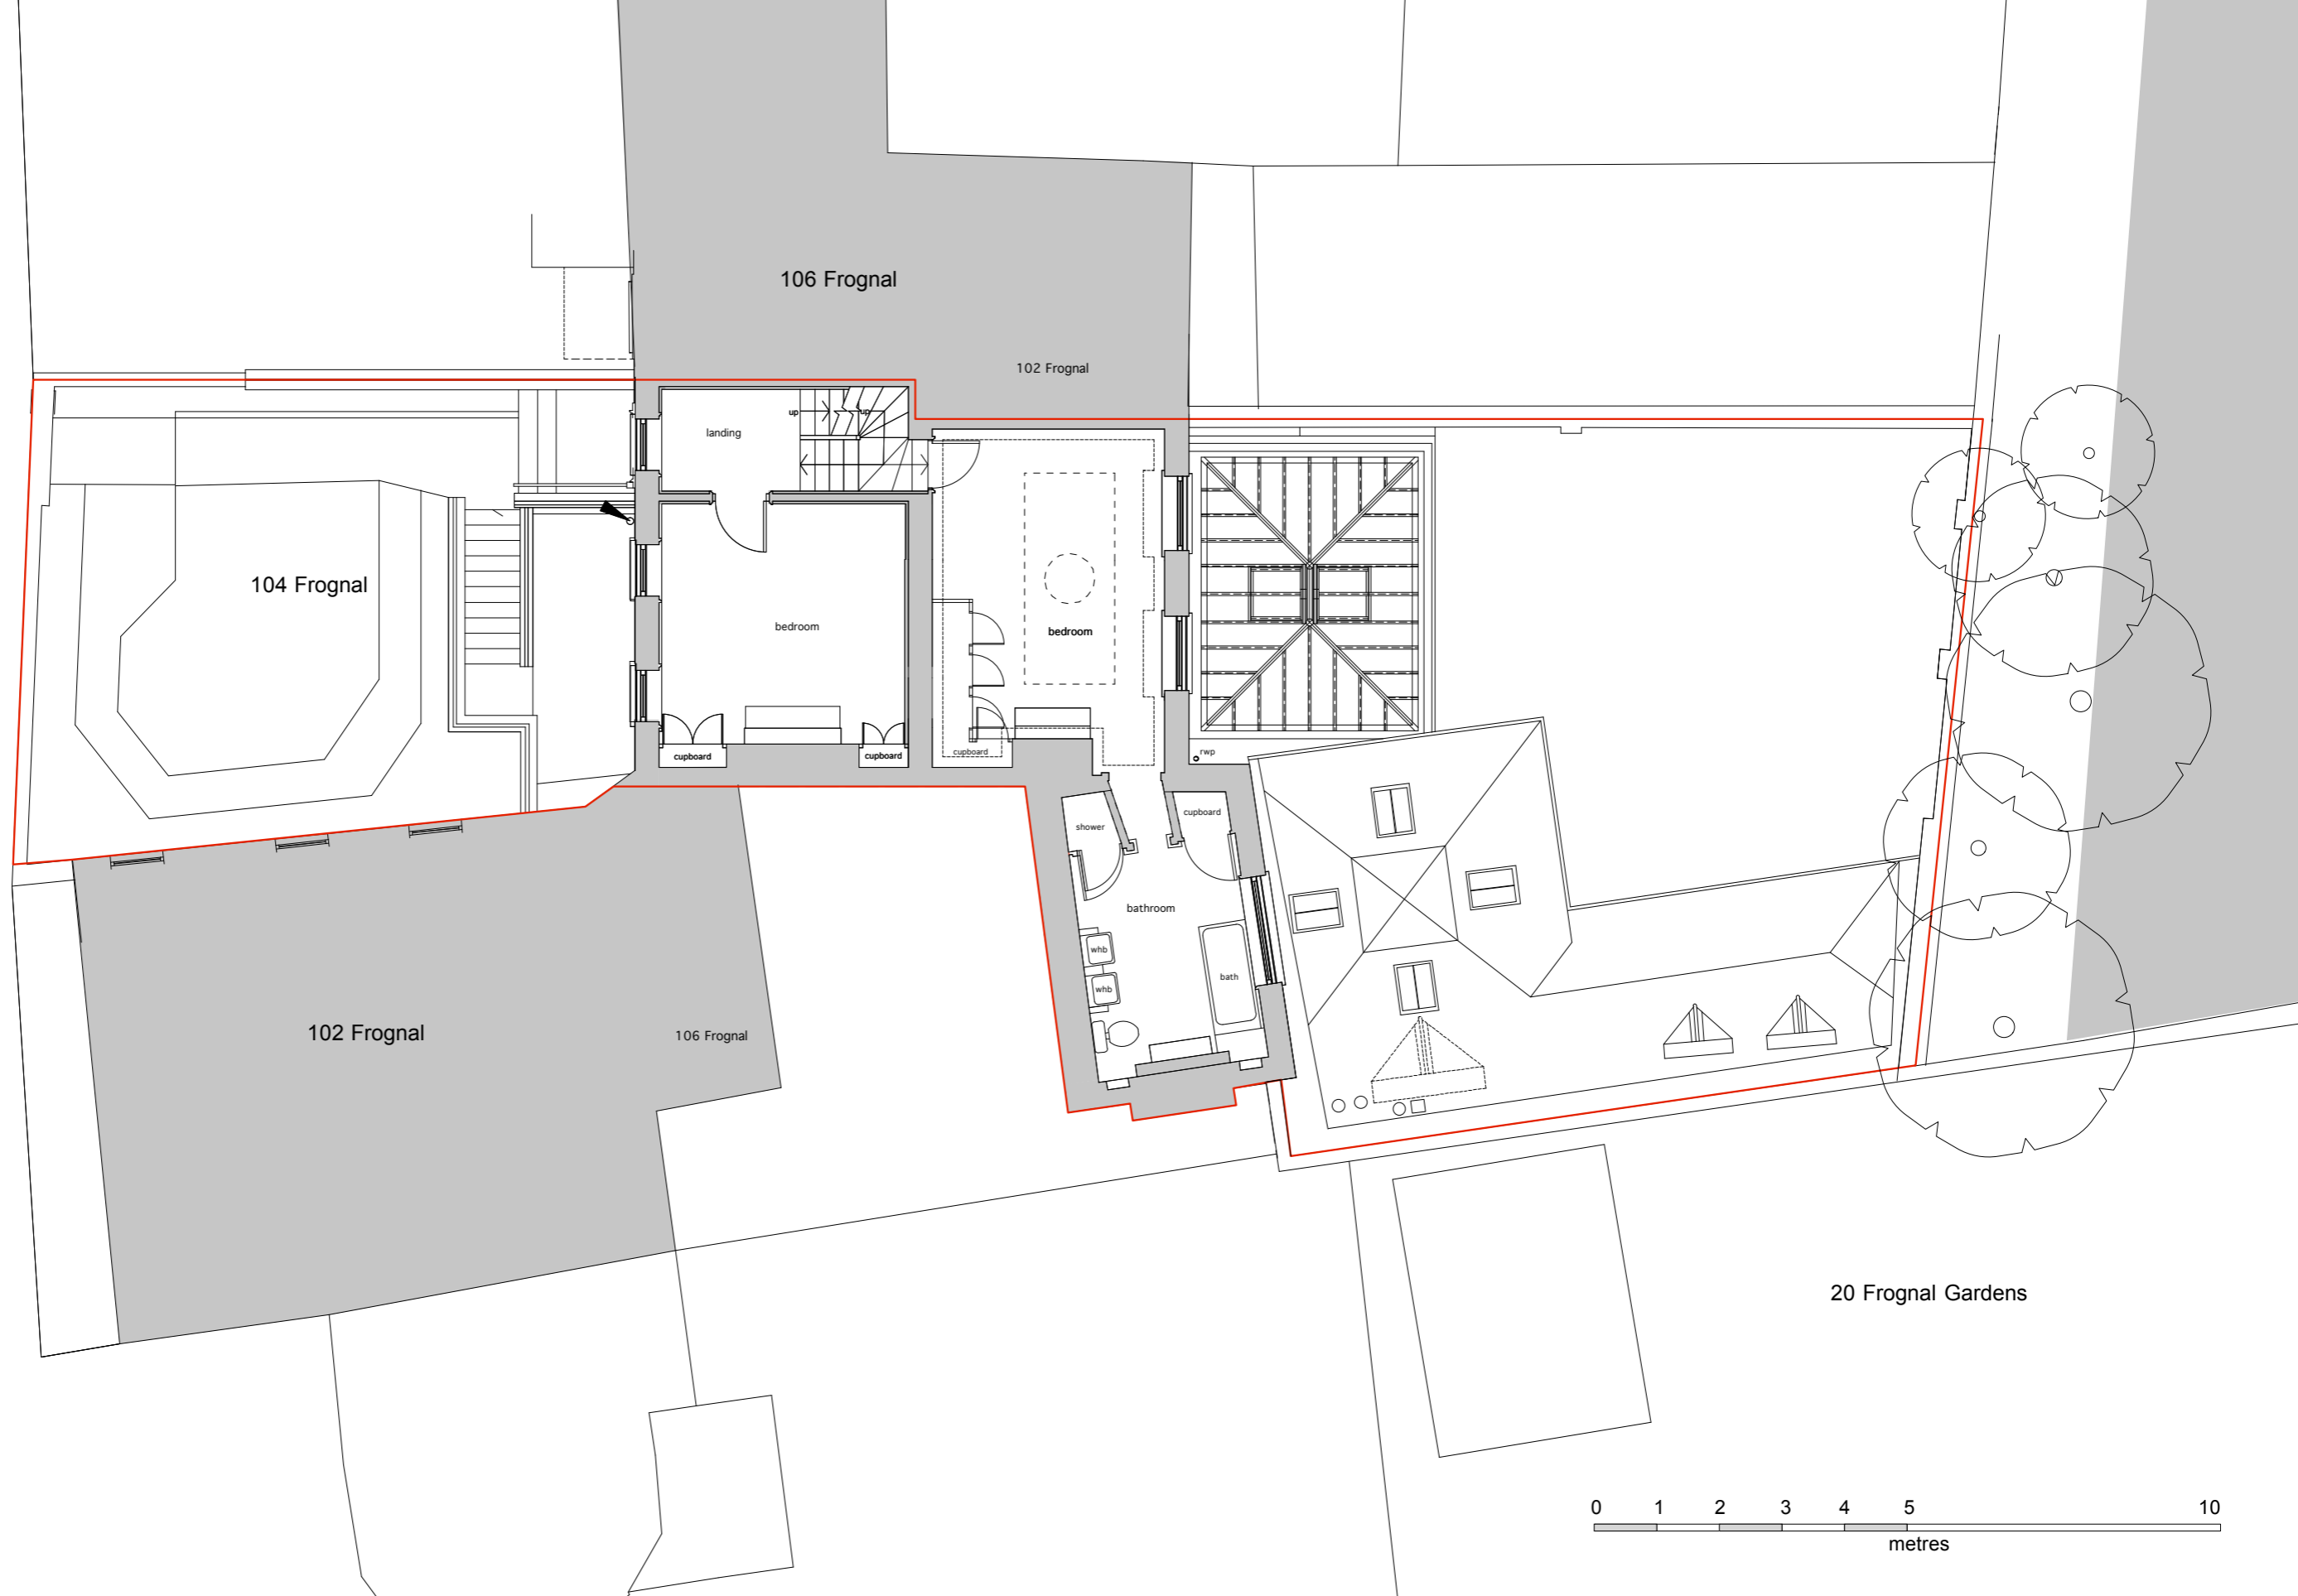 106 Frognal
102 Frognal
up
up
landing
104 Frognal
bedroom
bedroom
cupboard
cupboard
cupboard
rwp
shower
cupboard
bathroom
whb
bath
whb
102 Frognal
106 Frognal
20 Frognal Gardens
0 1 2 3 4 5 10
metres